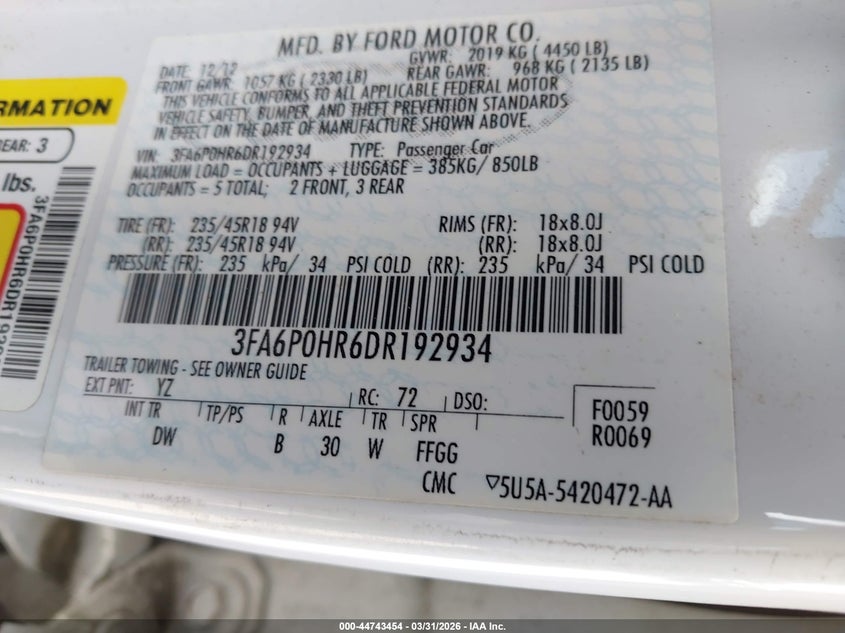 MFD. BY FORD MOTOR CO.
DATE: 12/12
GVWR: 2019 KG ( 4450 LB)
FRONT GAWR: 1057 KG ( 2330 LB)
REAR GAWR: 968 KG ( 2135 LB)
THIS VEHICLE CONFORMS TO ALL APPLICABLE FEDERAL MOTOR
VEHICLE SAFETY, BUMPER, AND THEFT PREVENTION STANDARDS
IN EFFECT ON THE DATE OF MANUFACTURE SHOWN ABOVE.
VIN: 3FA6P0HR6DR192934 TYPE: Passenger Car
MAXIMUM LOAD = OCCUPANTS + LUGGAGE = 385KG/ 850LB
OCCUPANTS = 5 TOTAL; 2 FRONT, 3 REAR
TIRE (FR): 235/45R18 94V RIMS (FR): 18x8.0J
(RR): 235/45R18 94V (RR): 18x8.0J
PRESSURE (FR): 235 kPa/ 34 PSI COLD (RR): 235 kPa/ 34 PSI COLD
3FA6P0HR6DR192934
TRAILER TOWING - SEE OWNER GUIDE
EXT PNT: YZ RC: 72 DSO: F0059
INT TR TP/PS R AXLE TR SPR R0069
DW B 30 W FFGG
CMC ▽5U5A-5420472-AA
RMATION
REAR: 3
lbs.
000-44743454 | 03/31/2026 - IAA Inc.